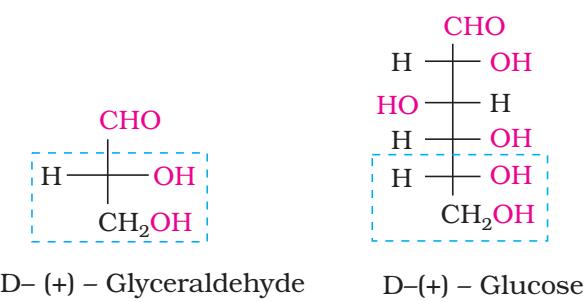 CHO
H OH
CH₂OH
D– (+) – Glyceraldehyde
CHO
H OH
HO H
H OH
H OH
CH₂OH
D–(+) – Glucose